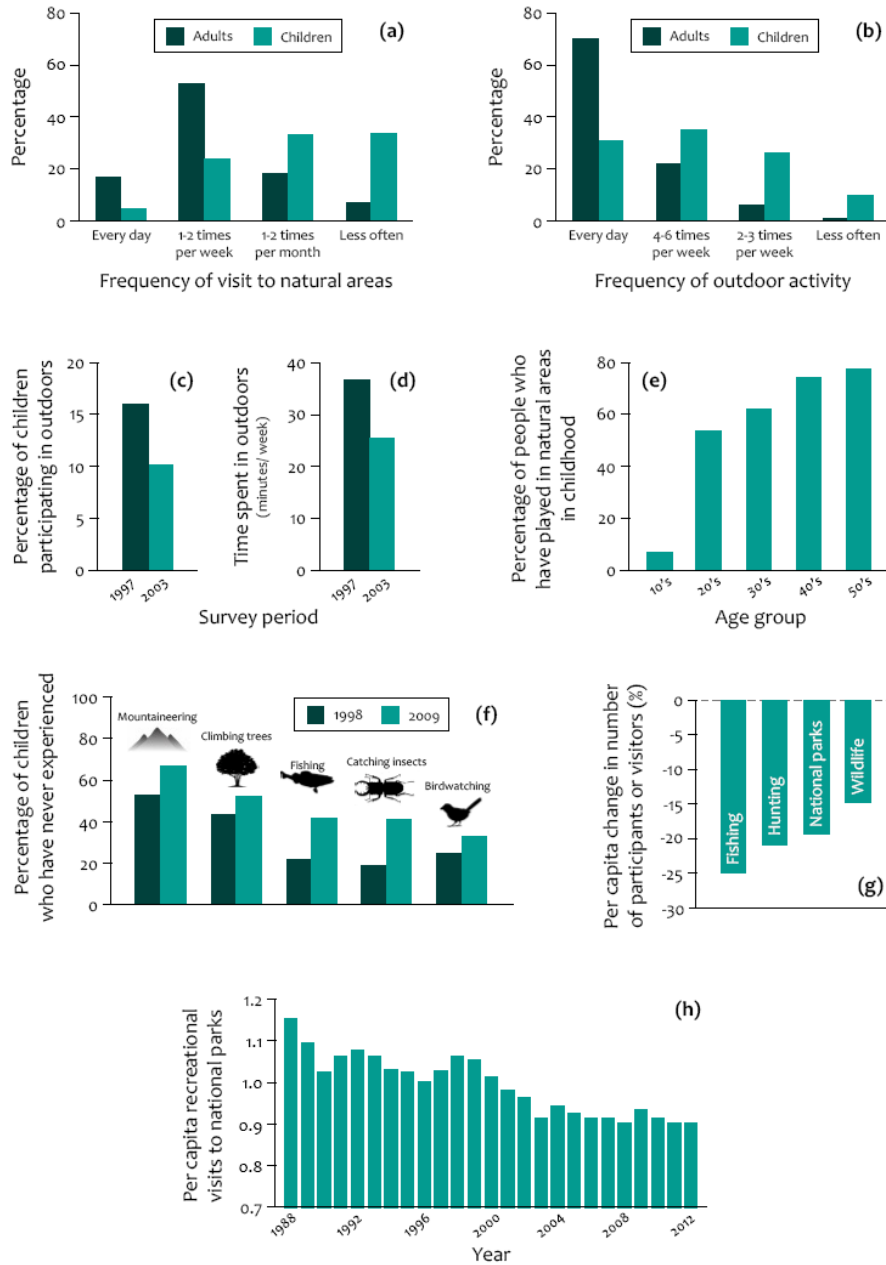 80
60
40
20
0
Percentage
Adults
Children
(a)
Every day
1-2 times
per week
1-2 times
per month
Less often
Frequency of visit to natural areas
80
60
40
20
0
Percentage
Adults
Children
(b)
Every day
4-6 times
per week
2-3 times
per week
Less often
Frequency of outdoor activity
Percentage of children
participating in outdoors
20
15
10
5
0
(c)
1997
2003
Time spent in outdoors
(minutes/ week)
40
30
20
10
0
(d)
1997
2003
Survey period
Percentage of people who
have played in natural areas
in childhood
80
60
40
20
0
(e)
10's
20's
30's
40's
50's
Age group
Percentage of children
who have never experienced
100
80
60
40
20
0
1998
2009
(f)
Mountaineering
Climbing trees
Fishing
Catching insects
Birdwatching
Per capita change in number
of participants or visitors (%)
0
-5
-10
-15
-20
-25
-30
Fishing
Hunting
National parks
Wildlife
(g)
Per capita recreational
visits to national parks
1.2
1.1
1.0
0.9
0.8
0.7
(h)
1988
1992
1996
2000
2004
2008
2012
Year